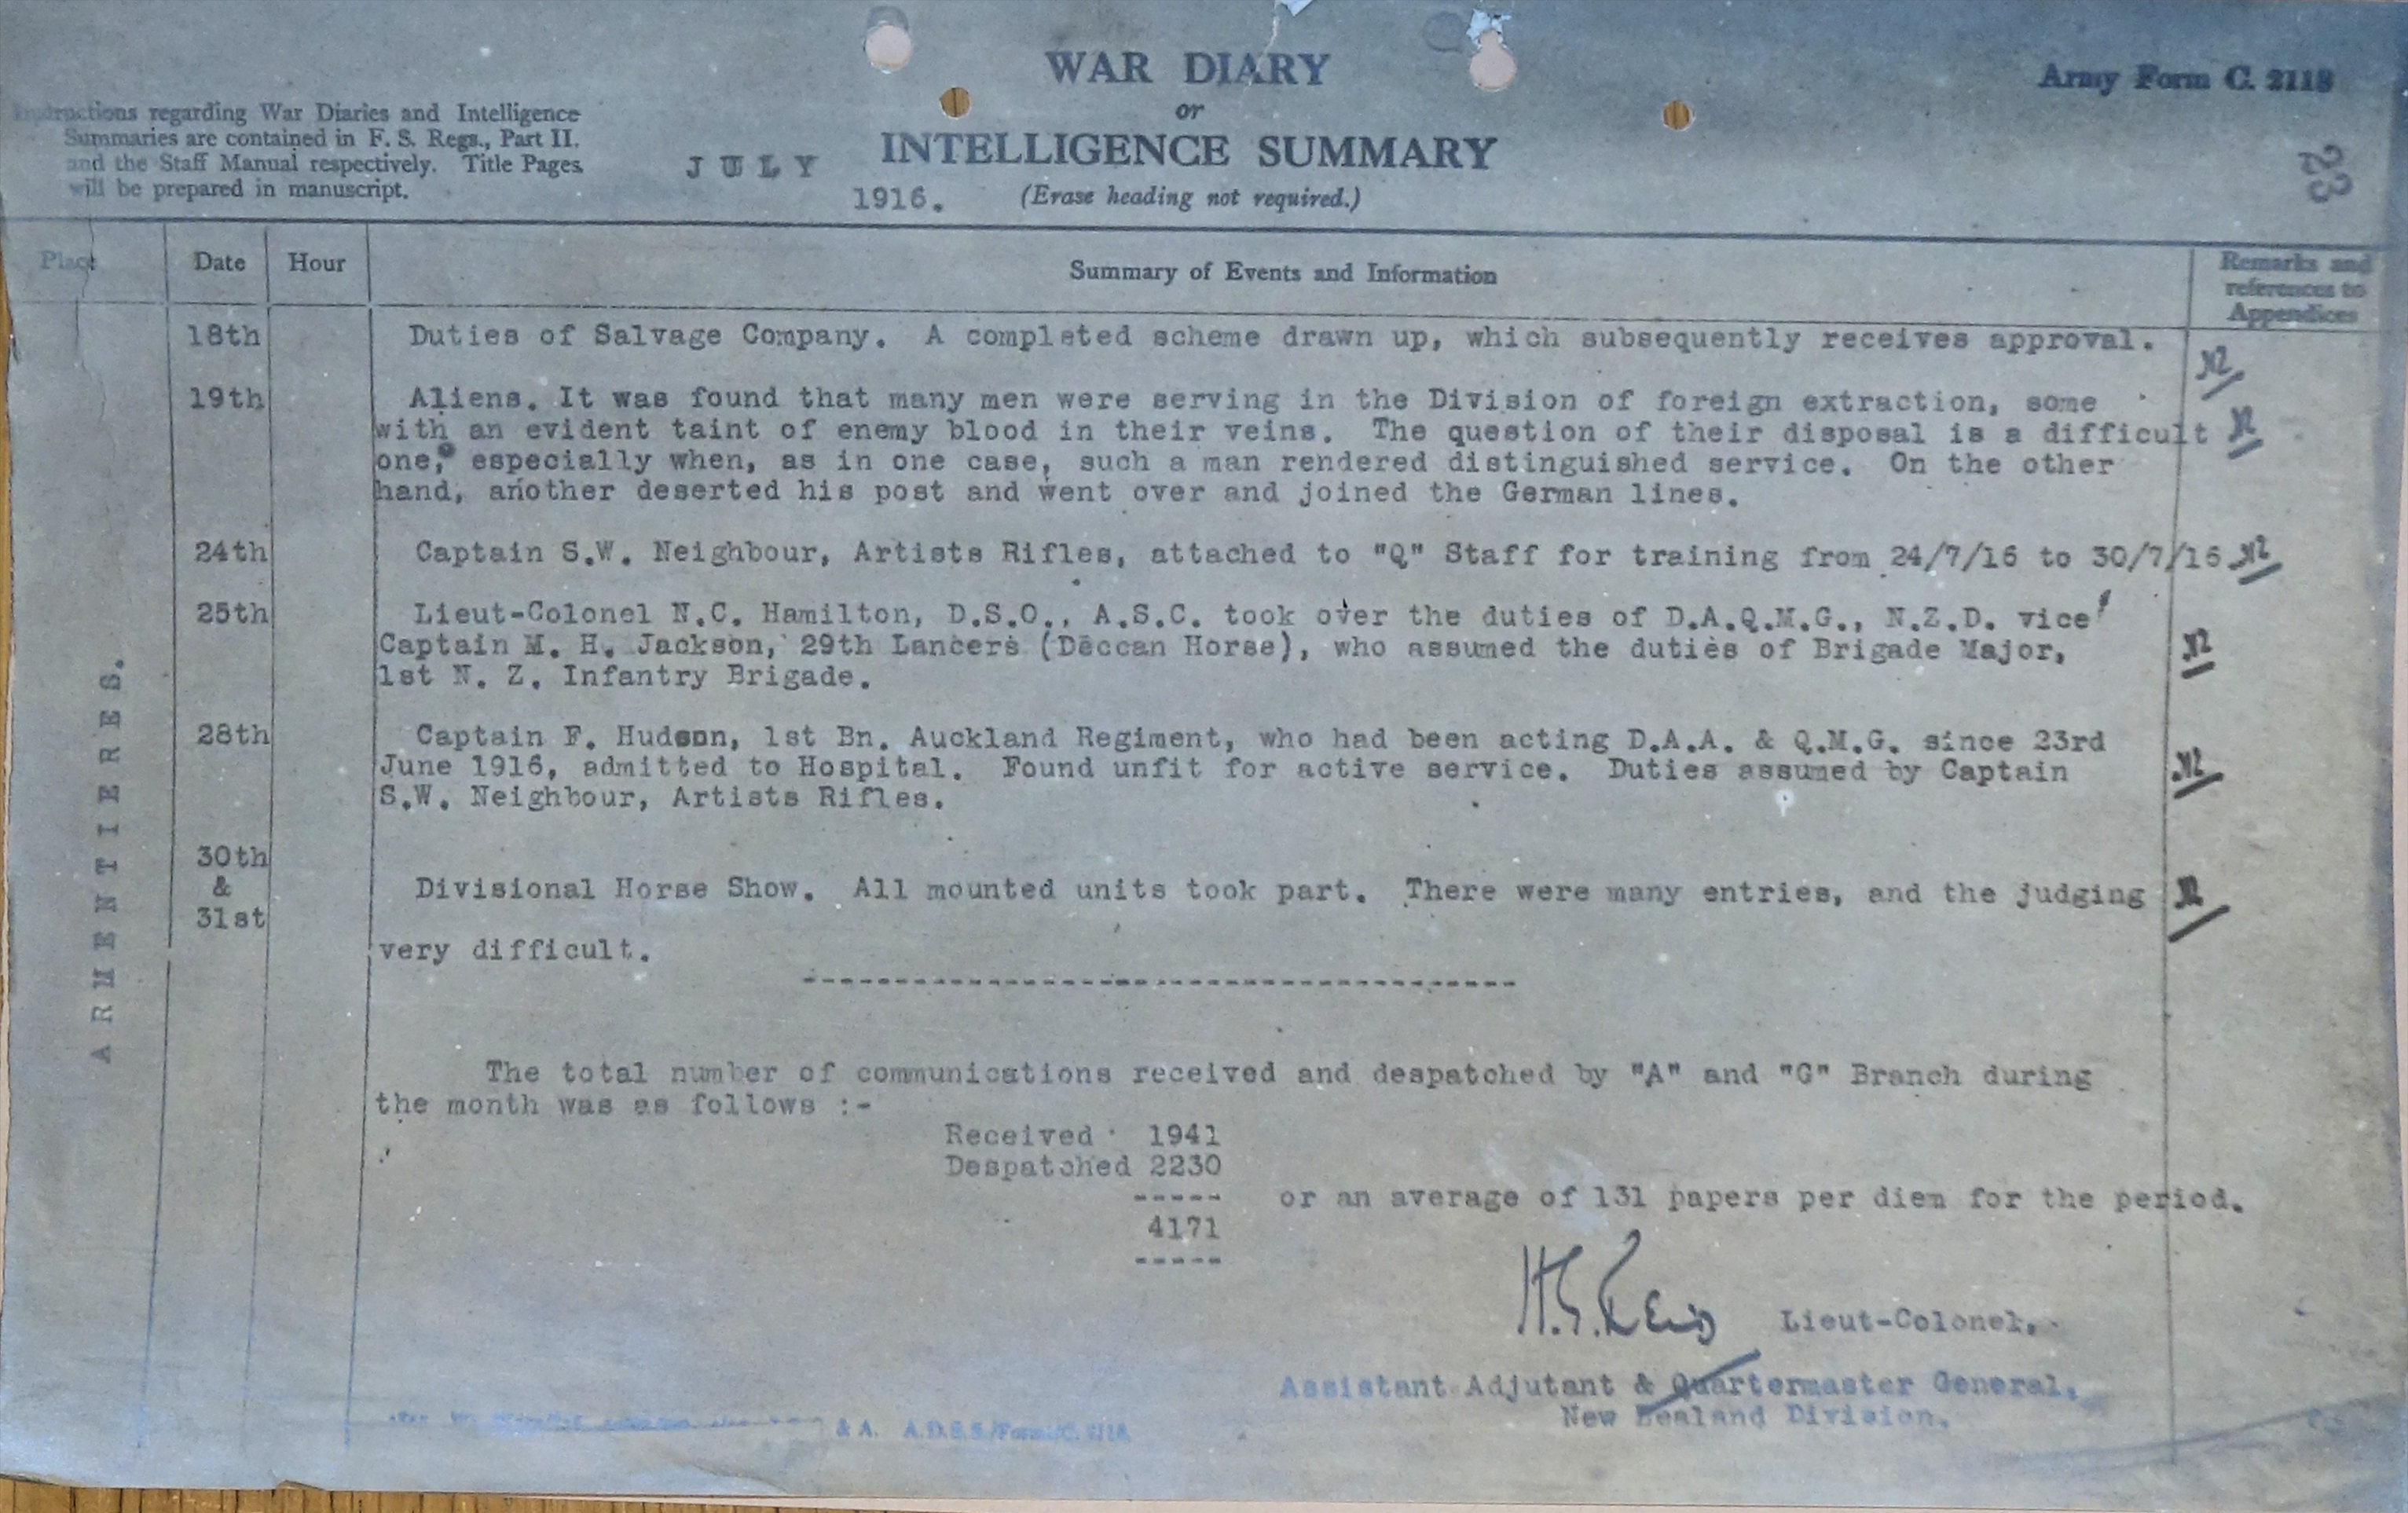 WAR DIARY
or
INTELLIGENCE SUMMARY
(Erase heading not required.)
Army Form C. 2118
Instructions regarding War Diaries and Intelligence
Summaries are contained in F. S. Regs., Part II.
and the Staff Manual respectively. Title Pages
will be prepared in manuscript.
JULY
1916.
23
Place
Date
Hour
Summary of Events and Information
Remarks and
references to
Appendices
ARMENTIERES.
18th Duties of Salvage Company. A completed scheme drawn up, which subsequently receives approval.
19th Aliens. It was found that many men were serving in the Division of foreign extraction, some
with an evident taint of enemy blood in their veins. The question of their disposal is a difficult
one, especially when, as in one case, such a man rendered distinguished service. On the other
hand, another deserted his post and went over and joined the German lines.
24th Captain S.W. Neighbour, Artists Rifles, attached to "Q" Staff for training from 24/7/16 to 30/7/16
25th Lieut-Colonel N.C. Hamilton, D.S.O., A.S.C. took over the duties of D.A.Q.M.G., N.Z.D. vice
Captain M. H. Jackson, 29th Lancers (Deccan Horse), who assumed the duties of Brigade Major,
1st N. Z. Infantry Brigade.
28th Captain F. Hudson, 1st Bn. Auckland Regiment, who had been acting D.A.A. & Q.M.G. since 23rd
June 1916, admitted to Hospital. Found unfit for active service. Duties assumed by Captain
S.W. Neighbour, Artists Rifles.
30th
&
31st
Divisional Horse Show. All mounted units took part. There were many entries, and the judging
very difficult.
The total number of communications received and despatched by "A" and "G" Branch during
the month was as follows :-
Received 1941
Despatched 2230
or an average of 131 papers per diem for the period.
4171
H.G. Reid Lieut-Colonel.
Assistant Adjutant & Quartermaster General,
New Zealand Division.
& A. A.D.S.S./Forms/C. 2118.